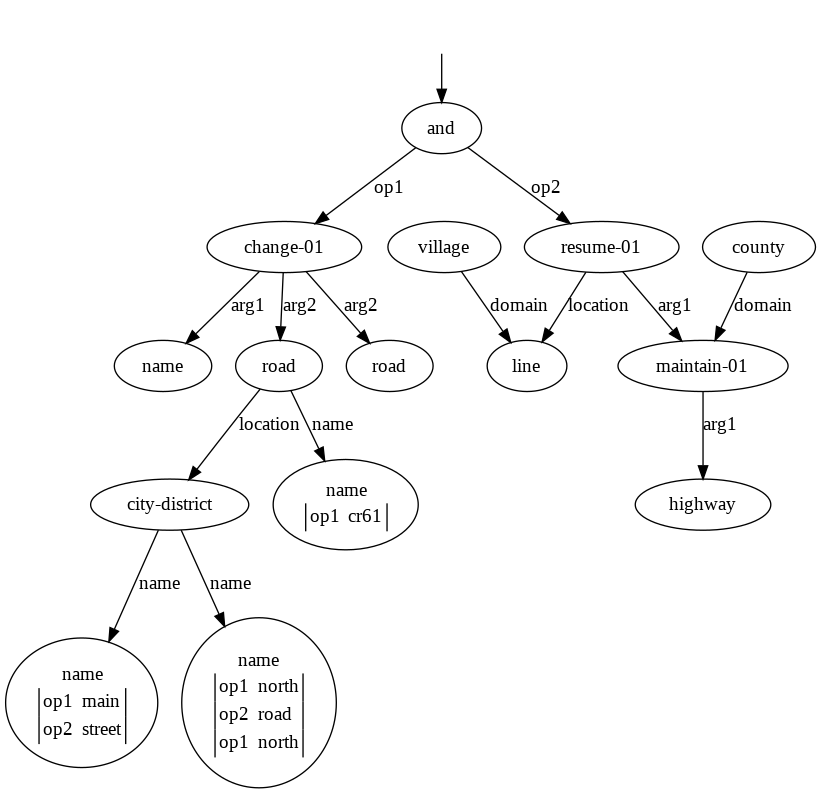 and
op1
op2
change-01
village
resume-01
county
arg1
arg2
arg2
domain
location
arg1
domain
name
road
road
line
maintain-01
location
name
arg1
city-district
name
op1 cr61
highway
name
name
name
op1 main
op2 street
name
op1 north
op2 road
op1 north